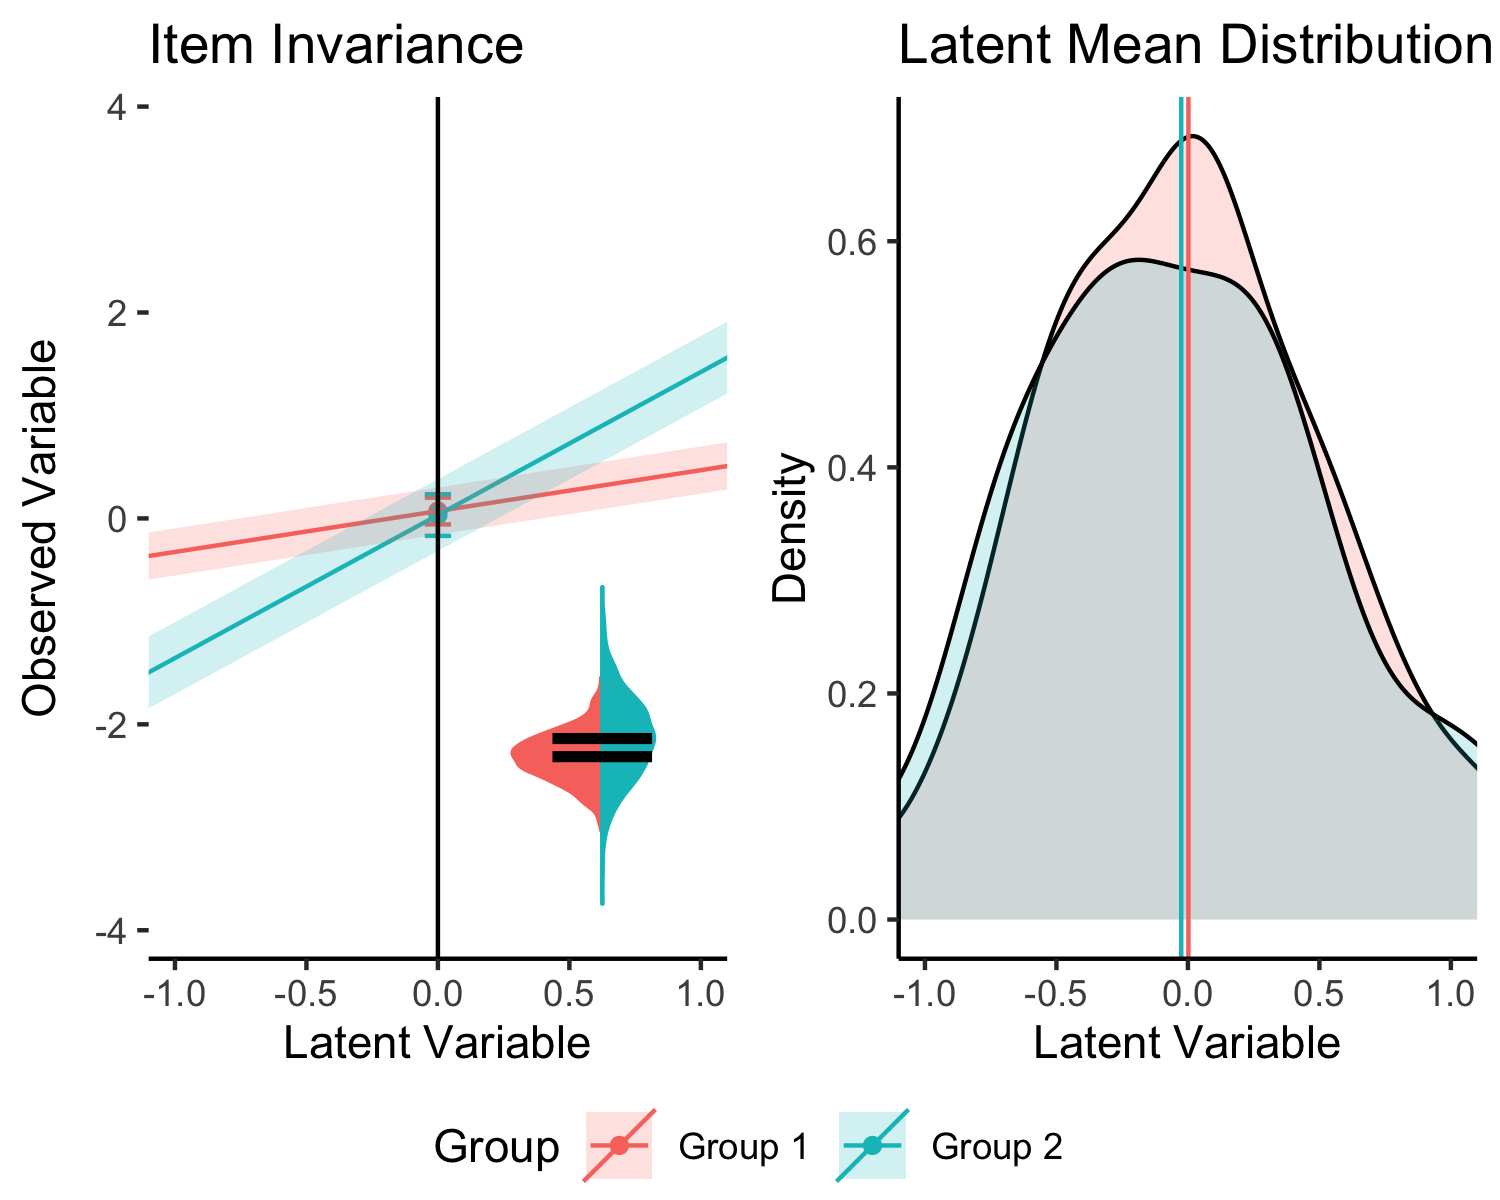 Item Invariance
Observed Variable
4
2
0
-2
-4
-1.0 -0.5 0.0 0.5 1.0
Latent Variable
Latent Mean Distribution
Density
0.6
0.4
0.2
0.0
-1.0 -0.5 0.0 0.5 1.0
Latent Variable
Group Group 1 Group 2